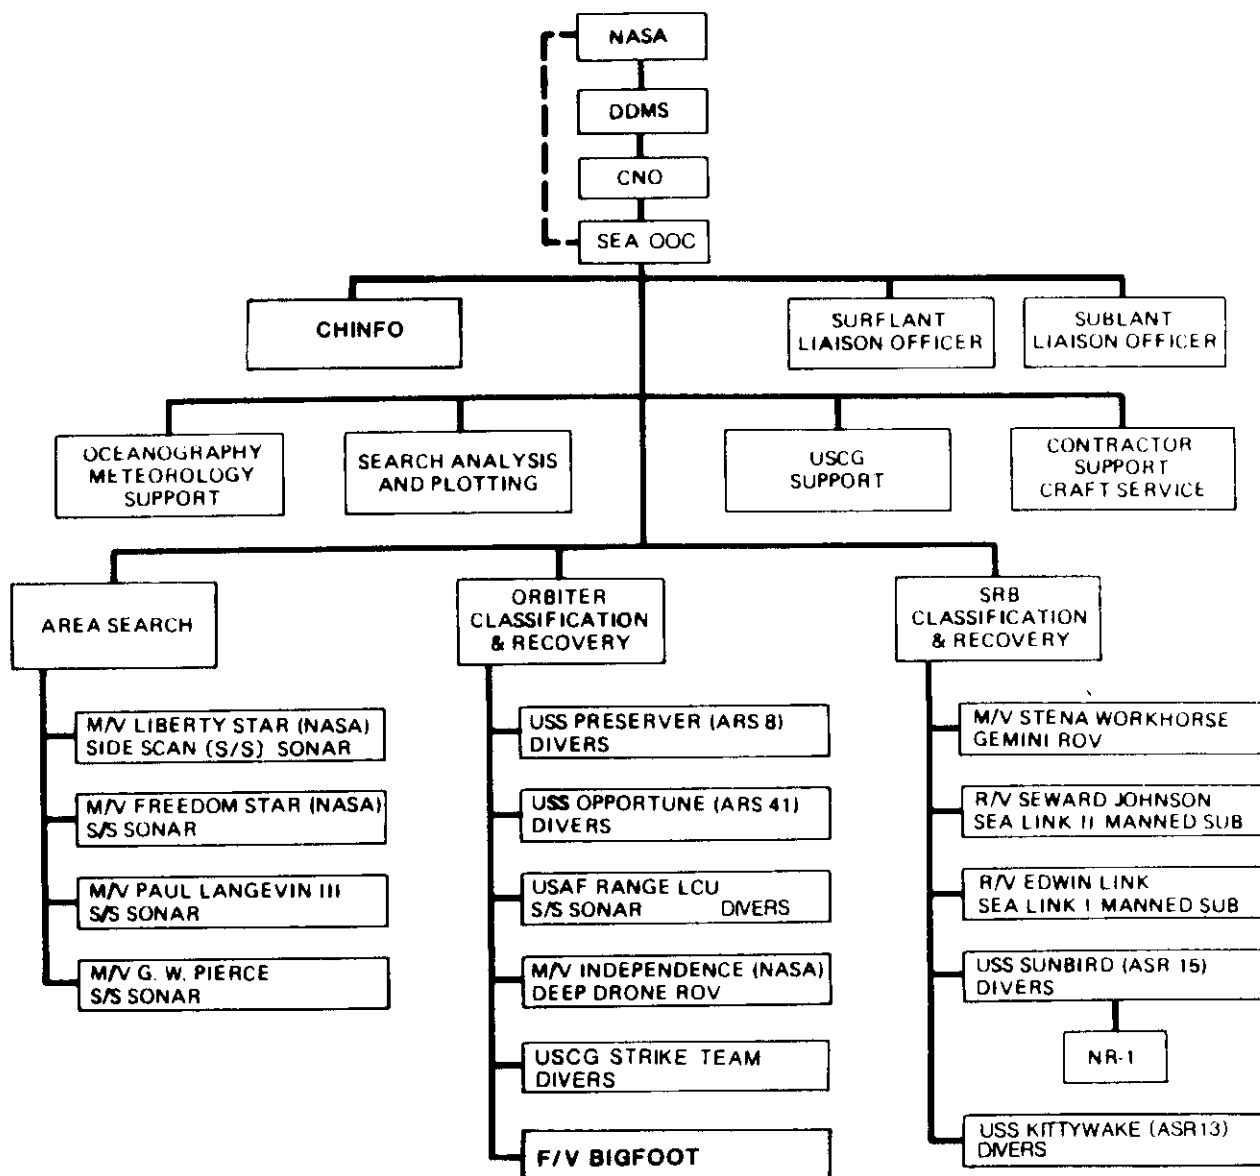 NASA
DDMS
CNO
SEA OOC
CHINFO
SURFLANT
LIAISON OFFICER
SUBLANT
LIAISON OFFICER
OCEANOGRAPHY
METEOROLOGY
SUPPORT
SEARCH ANALYSIS
AND PLOTTING
USCG
SUPPORT
CONTRACTOR
SUPPORT
CRAFT SERVICE
AREA SEARCH
M/V LIBERTY STAR (NASA)
SIDE SCAN (S/S) SONAR
M/V FREEDOM STAR (NASA)
S/S SONAR
M/V PAUL LANGEVIN III
S/S SONAR
M/V G. W. PIERCE
S/S SONAR
ORBITER
CLASSIFICATION
& RECOVERY
USS PRESERVER (ARS 8)
DIVERS
USS OPPORTUNE (ARS 41)
DIVERS
USAF RANGE LCU
S/S SONAR DIVERS
M/V INDEPENDENCE (NASA)
DEEP DRONE ROV
USCG STRIKE TEAM
DIVERS
F/V BIGFOOT
SRB
CLASSIFICATION
& RECOVERY
M/V STENA WORKHORSE
GEMINI ROV
R/V SEWARD JOHNSON
SEA LINK II MANNED SUB
R/V EDWIN LINK
SEA LINK I MANNED SUB
USS SUNBIRD (ASR 15)
DIVERS
NR-1
USS KITTYWAKE (ASR13)
DIVERS